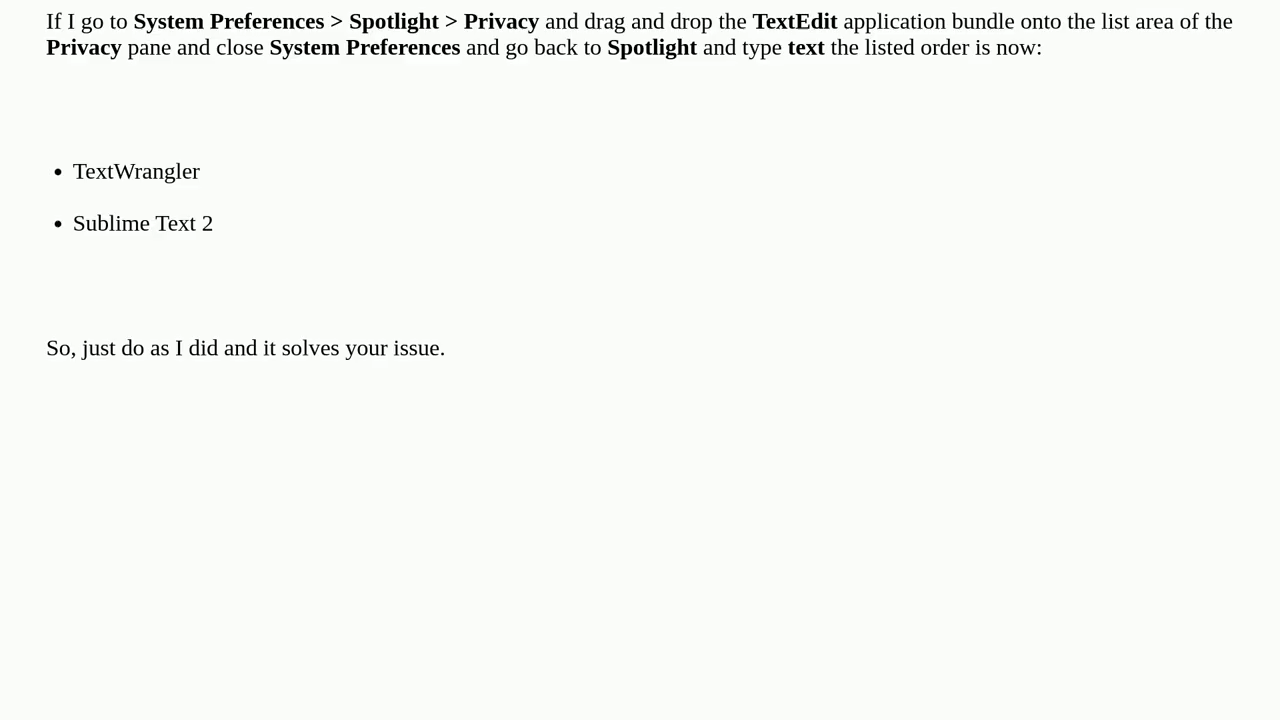 If I go to System Preferences > Spotlight > Privacy and drag and drop the TextEdit application bundle onto the list area of the
Privacy pane and close System Preferences and go back to Spotlight and type text the listed order is now:
• TextWrangler
• Sublime Text 2
So, just do as I did and it solves your issue.